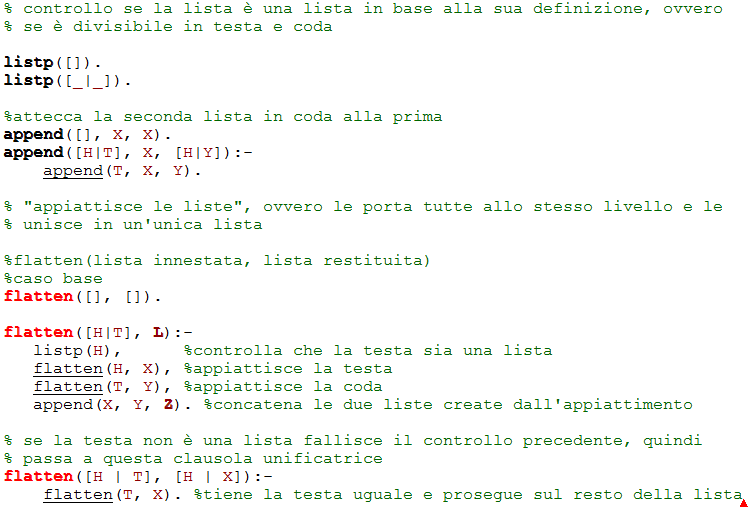 % controllo se la lista è una lista in base alla sua definizione, ovvero
% se è divisibile in testa e coda
listp([]).
listp([_|_]).
%attecca la seconda lista in coda alla prima
append([], X, X).
append([H|T], X, [H|Y]):-
append(T, X, Y).
% "appiattisce le liste", ovvero le porta tutte allo stesso livello e le
% unisce in un'unica lista
%flatten(lista innestata, lista restituita)
%caso base
flatten([], []).
flatten([H|T], L):-
listp(H), %controlla che la testa sia una lista
flatten(H, X), %appiattisce la testa
flatten(T, Y), %appiattisce la coda
append(X, Y, Z). %concatena le due liste create dall'appiattimento
% se la testa non è una lista fallisce il controllo precedente, quindi
% passa a questa clausola unificatrice
flatten([H | T], [H | X]):-
flatten(T, X). %tiene la testa uguale e prosegue sul resto della lista